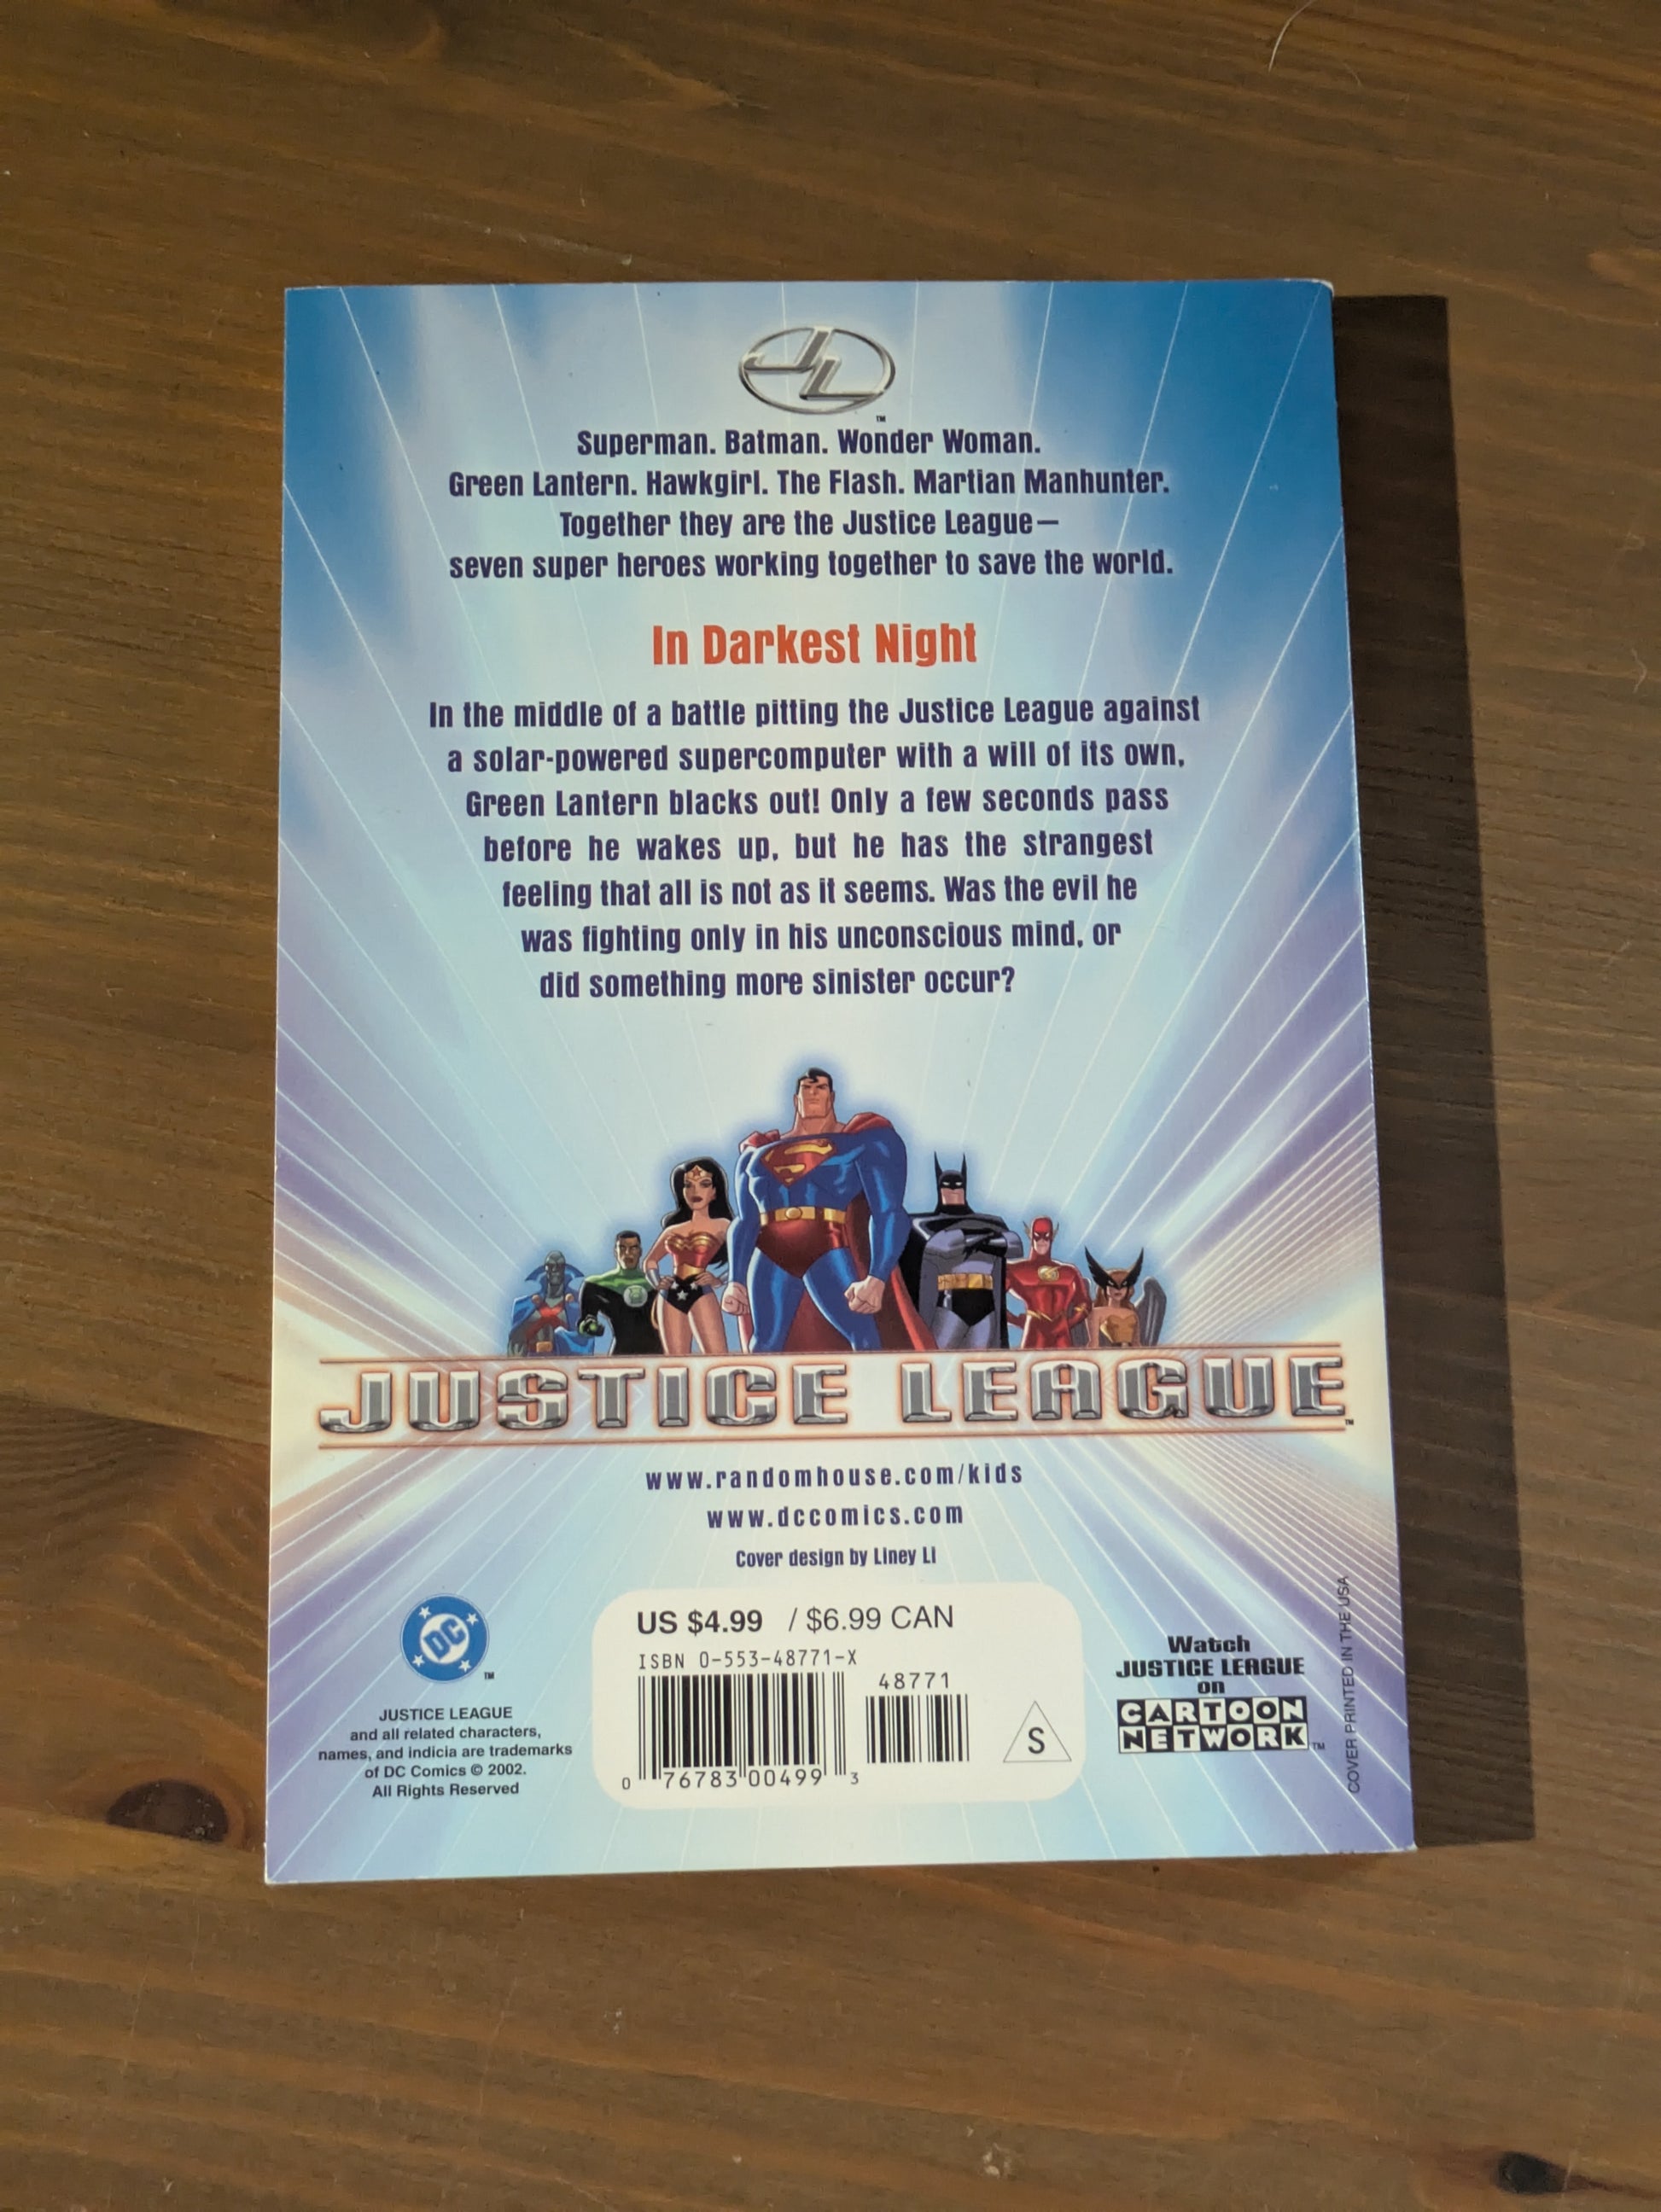 JL
™
Superman. Batman. Wonder Woman.
Green Lantern. Hawkgirl. The Flash. Martian Manhunter.
Together they are the Justice League—
seven super heroes working together to save the world.
In Darkest Night
In the middle of a battle pitting the Justice League against
a solar-powered supercomputer with a will of its own,
Green Lantern blacks out! Only a few seconds pass
before he wakes up, but he has the strangest
feeling that all is not as it seems. Was the evil he
was fighting only in his unconscious mind, or
did something more sinister occur?
JUSTICE LEAGUE™
www.randomhouse.com/kids
www.dccomics.com
Cover design by Liney Li
DC™
JUSTICE LEAGUE
and all related characters,
names, and indicia are trademarks
of DC Comics © 2002.
All Rights Reserved
US $4.99 / $6.99 CAN
ISBN 0-553-48771-X
48771
0 76783 00499 3
S
Watch
JUSTICE LEAGUE
on
CARTOON
NETWORK™
COVER PRINTED IN THE USA